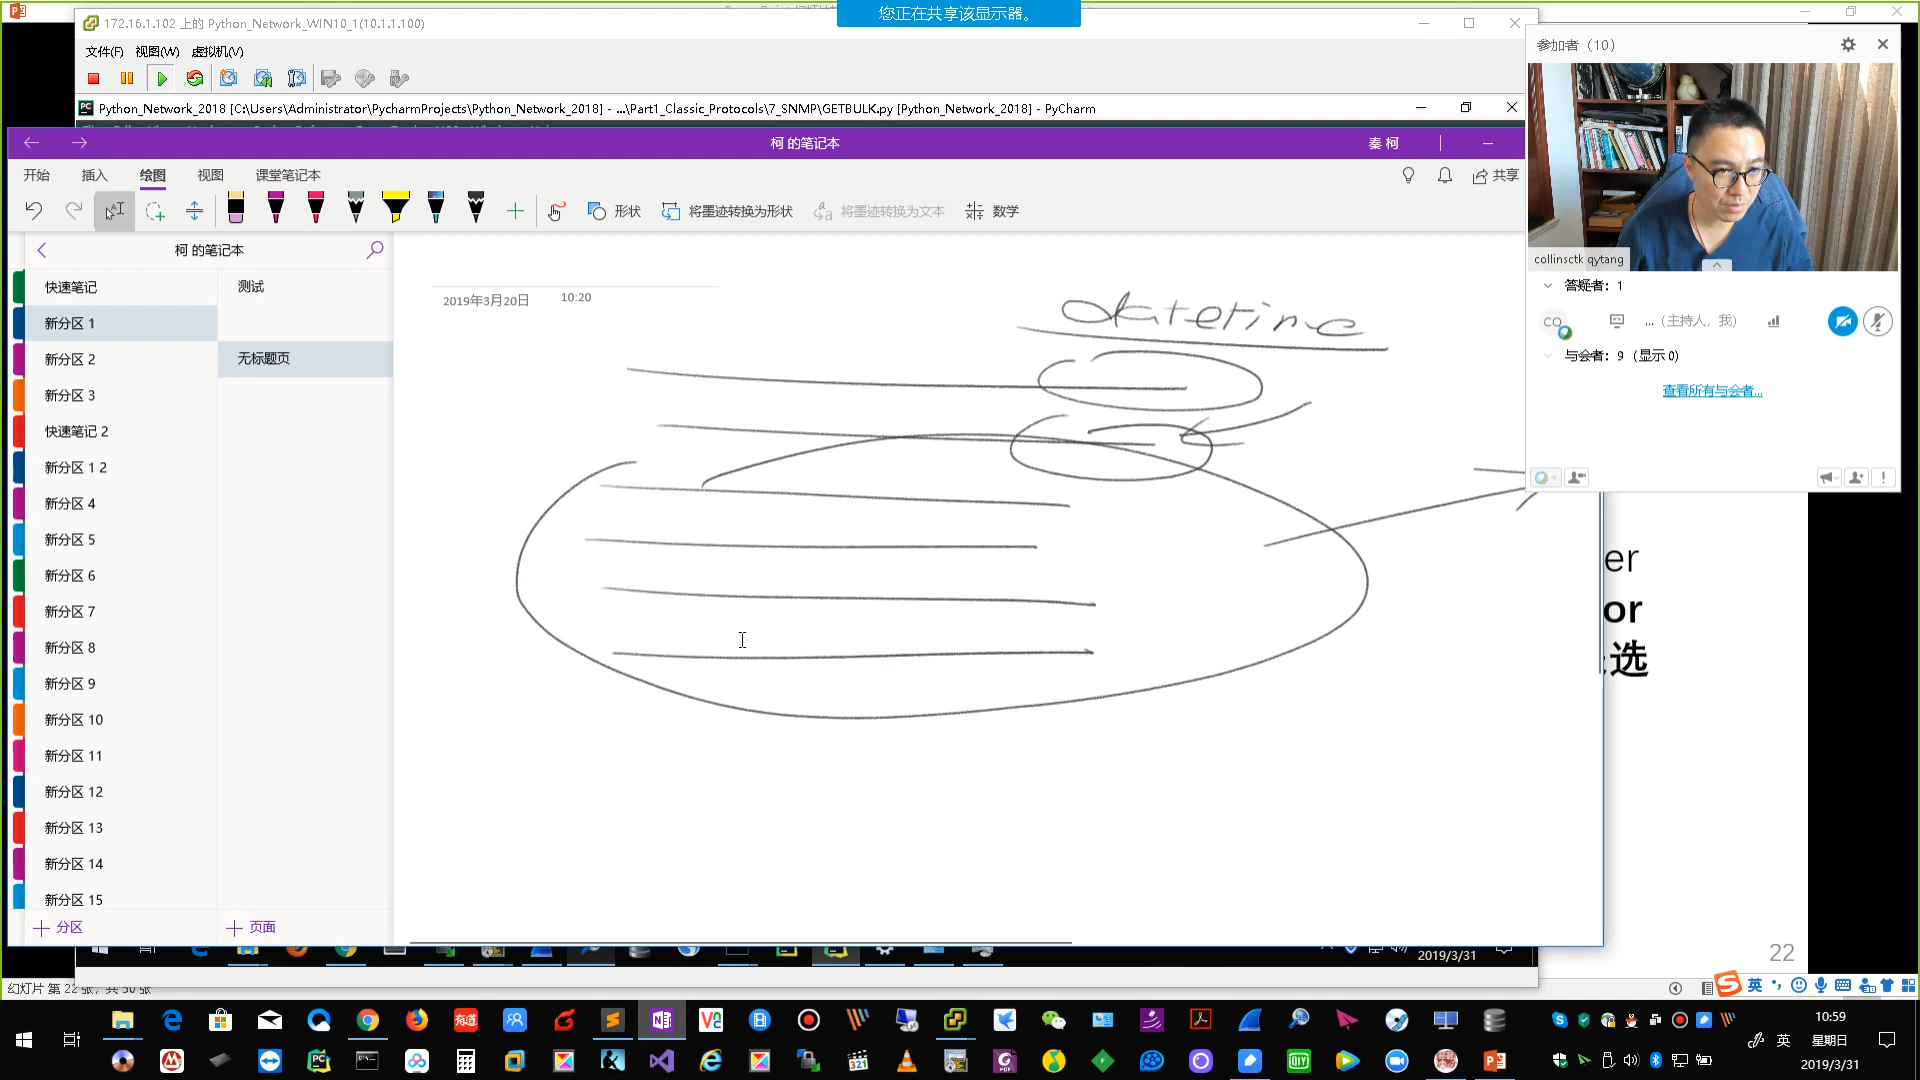 您正在共享该显示器。
172.16.1.102 上的 Python_Network_WIN10_1(10.1.1.100)
文件(F) 视图(W) 虚拟机(V)
Python_Network_2018 [C:\Users\Administrator\PycharmProjects\Python_Network_2018] - ...\Part1_Classic_Protocols\7_SNMP\GETBULK.py [Python_Network_2018] - PyCharm
柯 的笔记本
秦 柯
开始 插入 绘图 视图 课堂笔记本
共享
形状 将墨迹转换为形状 将墨迹转换为文本 数学
柯 的笔记本
快速笔记
新分区 1
新分区 2
新分区 3
快速笔记 2
新分区 1 2
新分区 4
新分区 5
新分区 6
新分区 7
新分区 8
新分区 9
新分区 10
新分区 11
新分区 12
新分区 13
新分区 14
新分区 15
分区
测试
无标题页
页面
2019年3月20日 10:20
datetime
参加者 (10)
collinsctk qytang
答疑者: 1
CO
... (主持人, 我)
与会者: 9 (显示 0)
查看所有与会者...
er
or
选
22
2019/3/31
英
10:59
英 星期日
2019/3/31